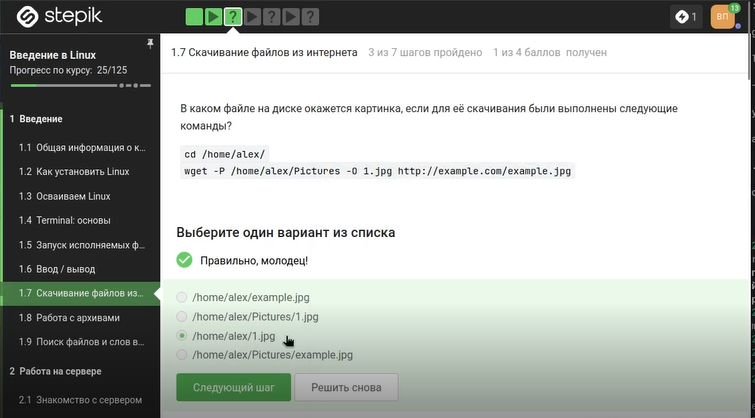 stepik
1
ВП
13
Введение в Linux
Прогресс по курсу: 25/125
1 Введение
1.1 Общая информация о к...
1.2 Как установить Linux
1.3 Осваиваем Linux
1.4 Terminal: основы
1.5 Запуск исполняемых ф...
1.6 Ввод / вывод
1.7 Скачивание файлов из...
1.8 Работа с архивами
1.9 Поиск файлов и слов в...
2 Работа на сервере
2.1 Знакомство с сервером
1.7 Скачивание файлов из интернета 3 из 7 шагов пройдено 1 из 4 баллов получен
В каком файле на диске окажется картинка, если для её скачивания были выполнены следующие
команды?
cd /home/alex/
wget -P /home/alex/Pictures -O 1.jpg http://example.com/example.jpg
Выберите один вариант из списка
Правильно, молодец!
/home/alex/example.jpg
/home/alex/Pictures/1.jpg
/home/alex/1.jpg
/home/alex/Pictures/example.jpg
Следующий шаг
Решить снова